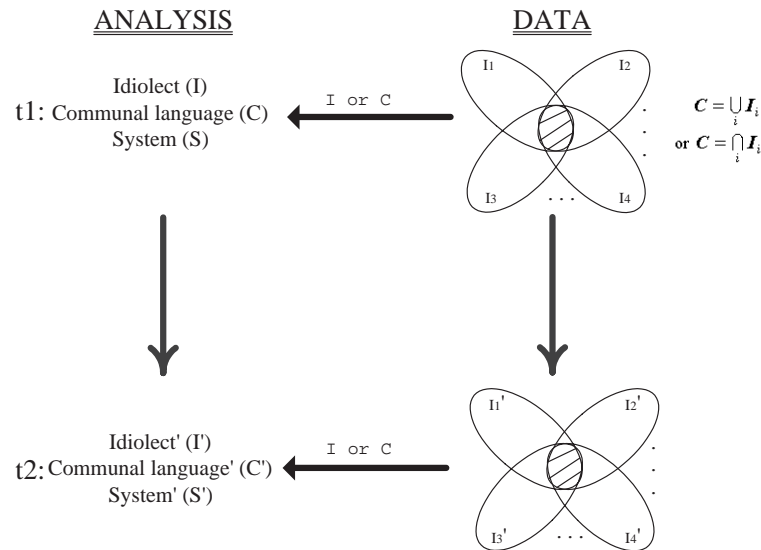 ANALYSIS
DATA
t1:
Idiolect (I)
Communal language (C)
System (S)
I or C
I1
I2
I3
I4
. . .
.
.
.
C = ⋃ᵢ Iᵢ
or C = ⋂ᵢ Iᵢ
t2:
Idiolect' (I')
Communal language' (C')
System' (S')
I or C
I1'
I2'
I3'
I4'
. . .
.
.
.